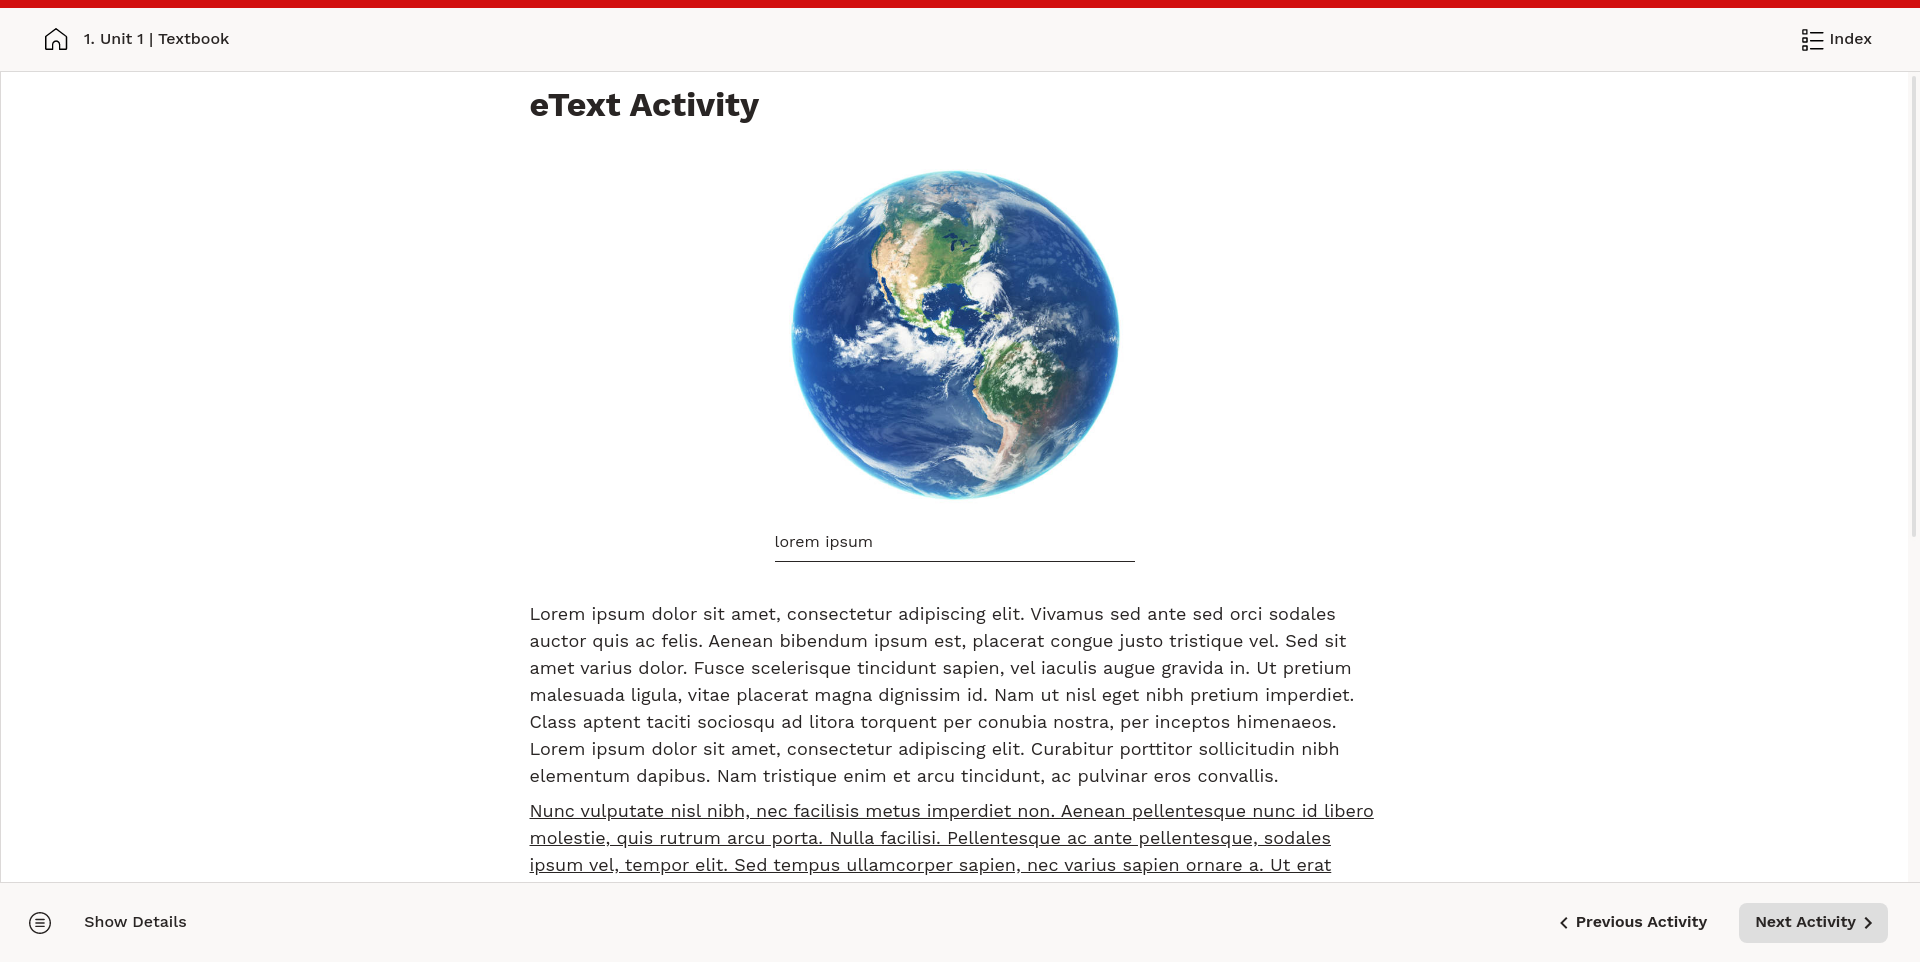 1. Unit 1 | Textbook
Index
eText Activity
lorem ipsum
Lorem ipsum dolor sit amet, consectetur adipiscing elit. Vivamus sed ante sed orci sodales
auctor quis ac felis. Aenean bibendum ipsum est, placerat congue justo tristique vel. Sed sit
amet varius dolor. Fusce scelerisque tincidunt sapien, vel iaculis augue gravida in. Ut pretium
malesuada ligula, vitae placerat magna dignissim id. Nam ut nisl eget nibh pretium imperdiet.
Class aptent taciti sociosqu ad litora torquent per conubia nostra, per inceptos himenaeos.
Lorem ipsum dolor sit amet, consectetur adipiscing elit. Curabitur porttitor sollicitudin nibh
elementum dapibus. Nam tristique enim et arcu tincidunt, ac pulvinar eros convallis.
Nunc vulputate nisl nibh, nec facilisis metus imperdiet non. Aenean pellentesque nunc id libero
molestie, quis rutrum arcu porta. Nulla facilisi. Pellentesque ac ante pellentesque, sodales
ipsum vel, tempor elit. Sed tempus ullamcorper sapien, nec varius sapien ornare a. Ut erat
Show Details
Previous Activity
Next Activity